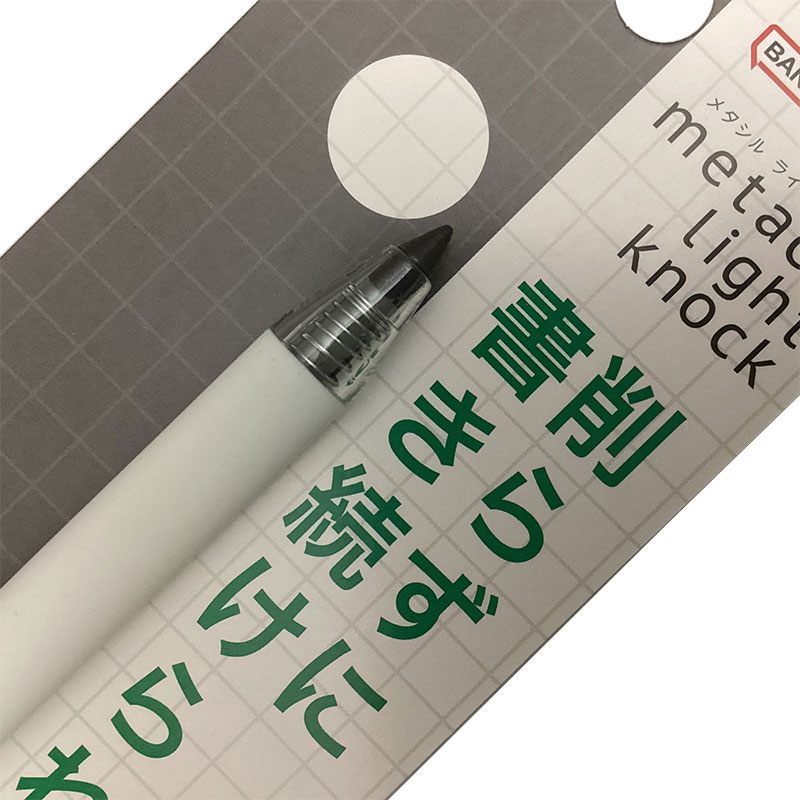 BAN
メタシル ライ
metac
light
knock
削らずに
書き続けられ